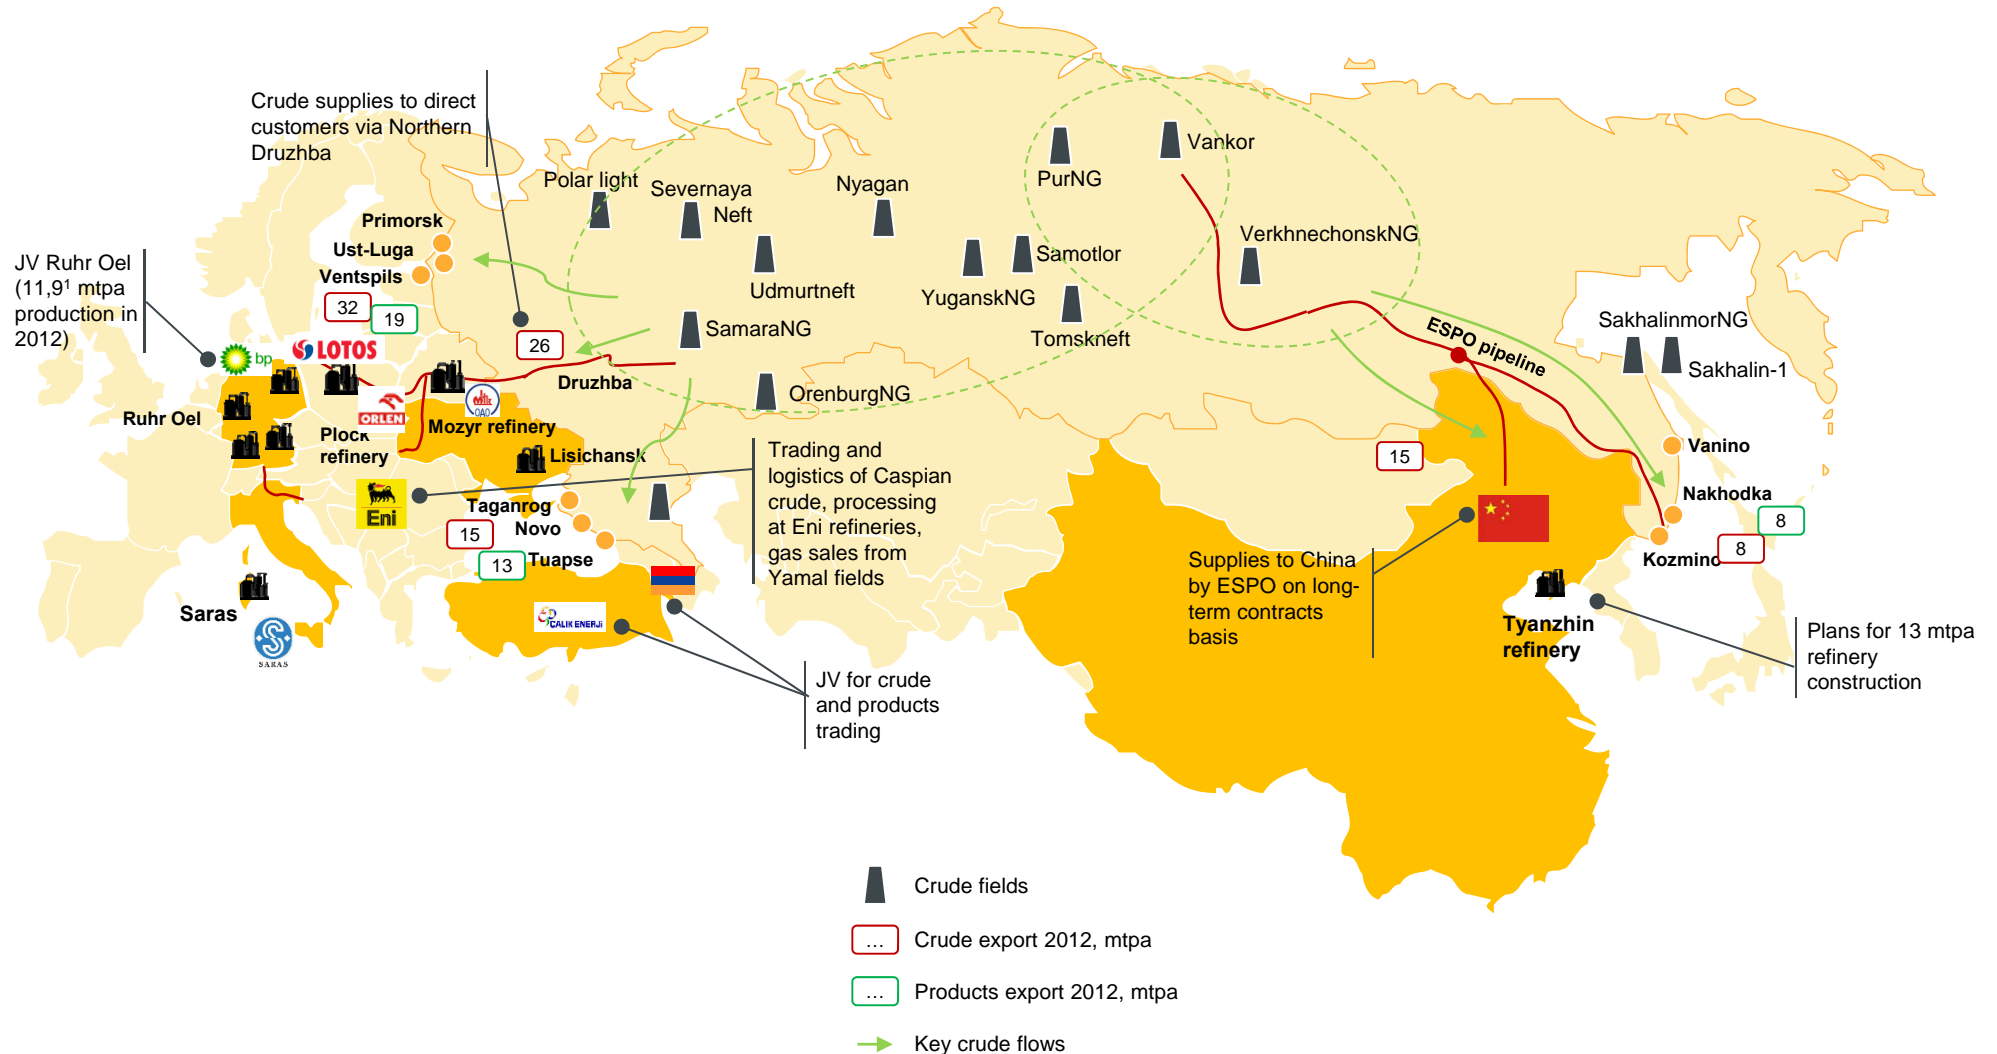 Crude supplies to direct
customers via Northern
Druzhba
JV Ruhr Oel
(11,9¹ mtpa
production in
2012)
Polar light
Severnaya
Neft
Nyagan
PurNG
Vankor
Primorsk
Ust-Luga
Ventspils
32
19
26
Udmurtneft
YuganskNG
Samotlor
VerkhnechonskNG
SamaraNG
Tomskneft
ESPO pipeline
SakhalinmorNG
Sakhalin-1
bp
LOTOS
Druzhba
OrenburgNG
Ruhr Oel
ORLEN
ОАО
Mozyr refinery
Plock
refinery
Lisichansk
Eni
Trading and
logistics of Caspian
crude, processing
at Eni refineries,
gas sales from
Yamal fields
15
Vanino
Nakhodka
8
Kozmino
8
Taganrog
Novo
15
13
Tuapse
Supplies to China
by ESPO on long-
term contracts
basis
Saras
SARAS
ÇALIK ENERJi
Tyanzhin
refinery
Plans for 13 mtpa
refinery
construction
JV for crude
and products
trading
Crude fields
...
Crude export 2012, mtpa
...
Products export 2012, mtpa
Key crude flows